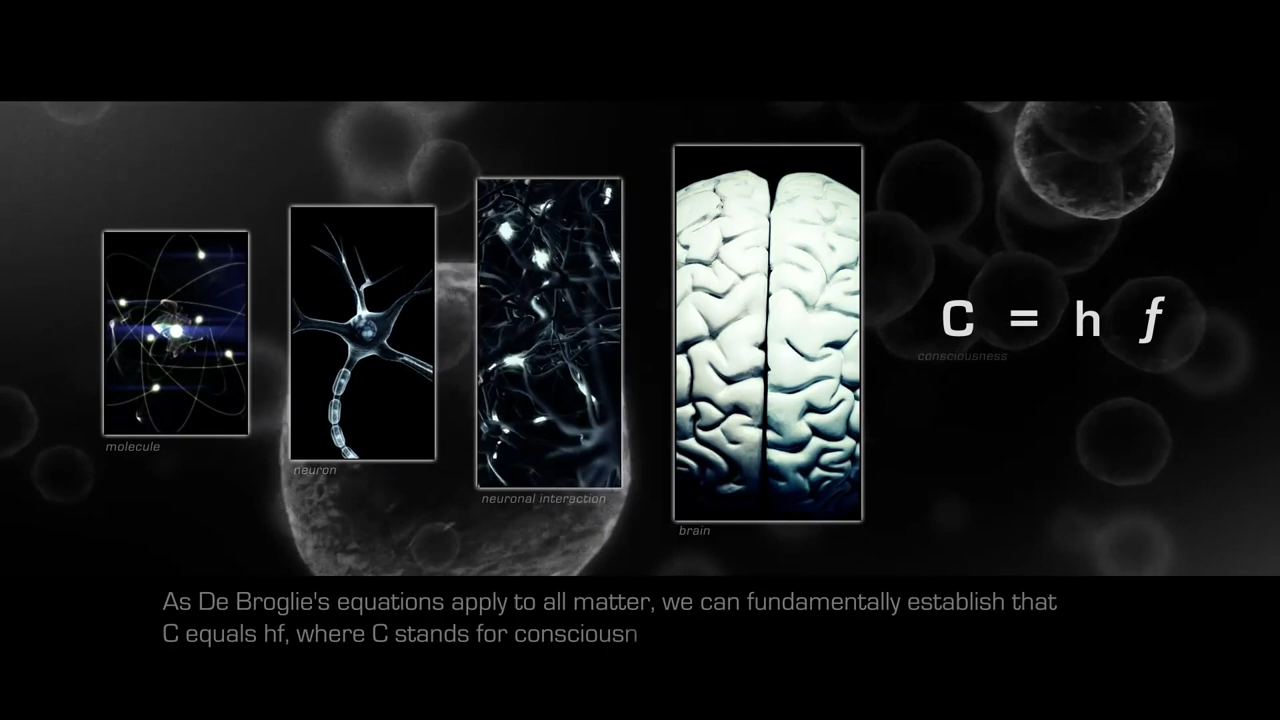 C = h ƒ
consciousness
molecule
neuron
neuronal interaction
brain
As De Broglie's equations apply to all matter, we can fundamentally establish that
C equals hf, where C stands for consciousn